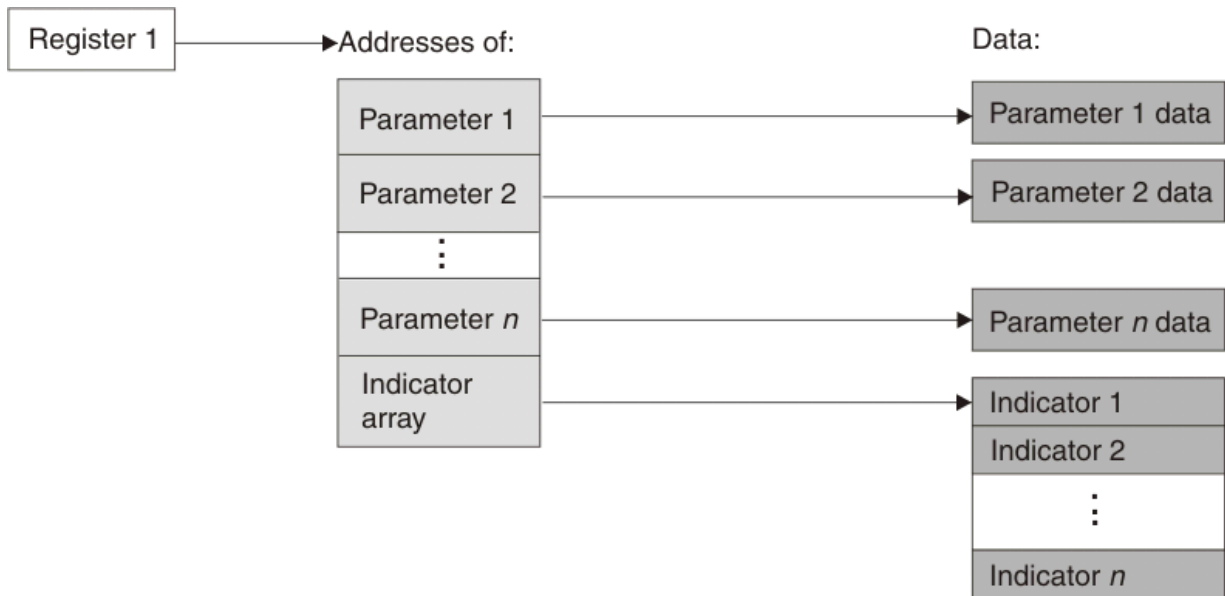 Register 1
Addresses of:
Data:
Parameter 1
Parameter 1 data
Parameter 2
Parameter 2 data
⋮
Parameter n
Parameter n data
Indicator
array
Indicator 1
Indicator 2
⋮
Indicator n